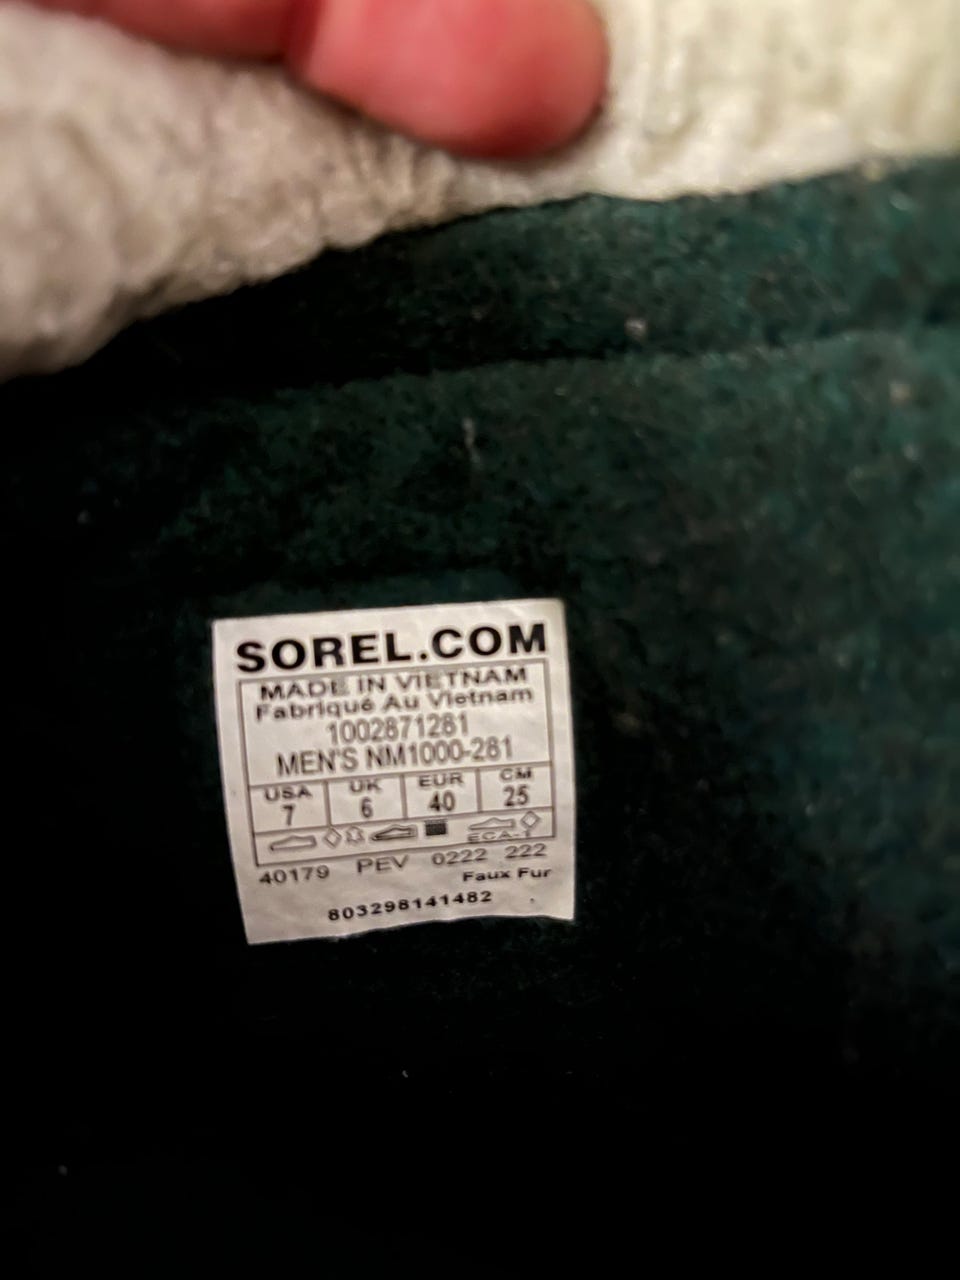 SOREL.COM
MADE IN VIETNAM
Fabriqué Au Vietnam
1002871281
MEN'S NM1000-281
USA UK EUR CM
7 6 40 25
ECA-1
40179 PEV 0222 222
Faux Fur
803298141482